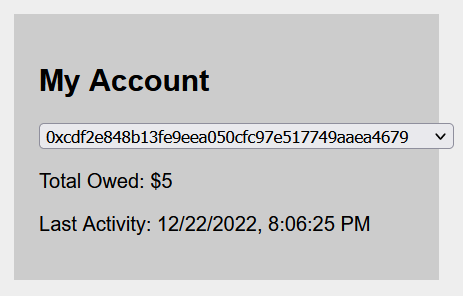 My Account
0xcdf2e848b13fe9eea050cfc97e517749aaea4679
Total Owed: $5
Last Activity: 12/22/2022, 8:06:25 PM